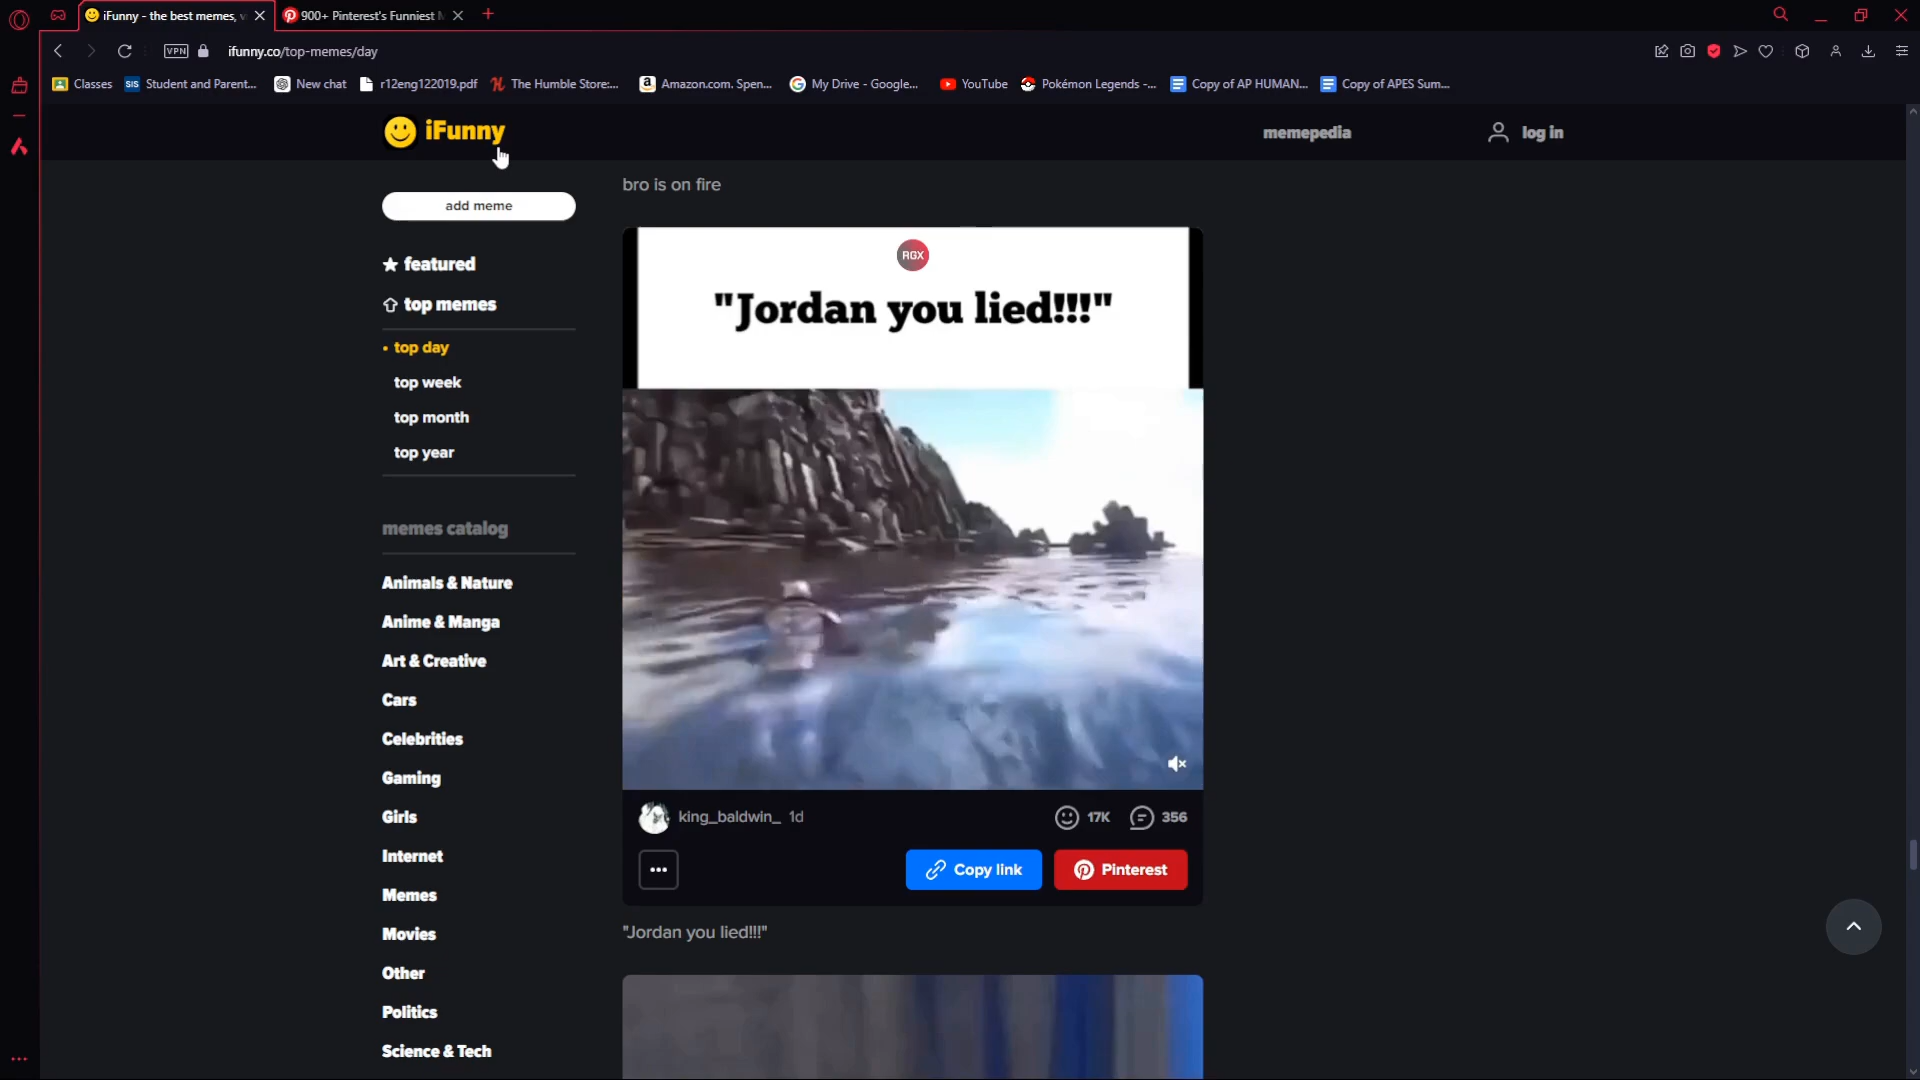 iFunny - the best memes, v
900+ Pinterest's Funniest
VPN
ifunny.co/top-memes/day
Classes
SIS Student and Parent...
New chat
r12eng122019.pdf
The Humble Store:...
Amazon.com. Spen...
My Drive - Google...
YouTube
Pokémon Legends -...
Copy of AP HUMAN...
Copy of APES Sum...
iFunny
memepedia
log in
add meme
featured
top memes
top day
top week
top month
top year
memes catalog
Animals & Nature
Anime & Manga
Art & Creative
Cars
Celebrities
Gaming
Girls
Internet
Memes
Movies
Other
Politics
Science & Tech
bro is on fire
RGX
"Jordan you lied!!!"
king_baldwin_ 1d
17K
356
Copy link
Pinterest
"Jordan you lied!!!"